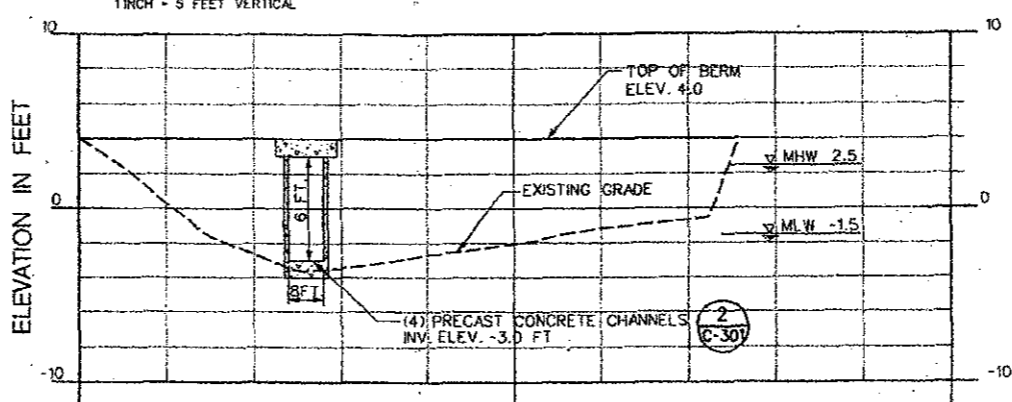 1 INCH = 5 FEET VERTICAL
10
10
TOP OF BERM
ELEV. 4.0
MHW 2.5
ELEVATION IN FEET
6 FT.
EXISTING GRADE
0
0
MLW -1.5
8FT.
(4) PRECAST CONCRETE CHANNELS
INV. ELEV. -3.0 FT
2
C-301
-10
-10